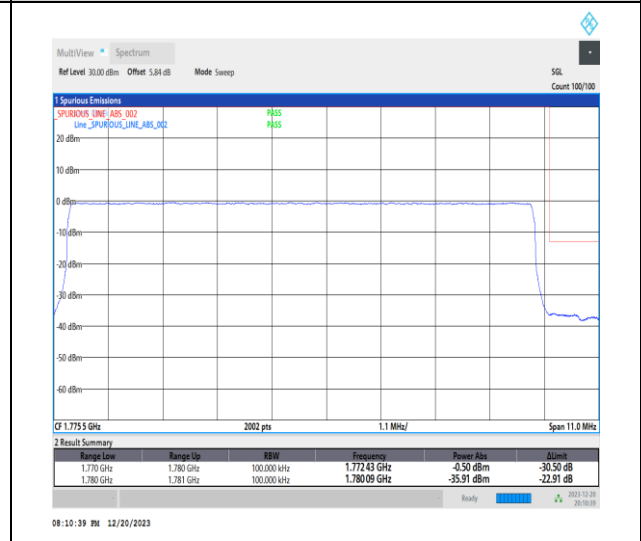 MultiView Spectrum
Ref Level 30.00 dBm Offset 5.84 dB Mode Sweep SGL
Count 100/100
1 Spurious Emissions
SPURIOUS_LINE_ABS_002 PASS
Line _SPURIOUS_LINE_ABS_002 PASS
20 dBm
10 dBm
0 dBm
-10 dBm
-20 dBm
-30 dBm
-40 dBm
-50 dBm
-60 dBm
CF 1.775 5 GHz 2002 pts 1.1 MHz/ Span 11.0 MHz
2 Result Summary
Range Low Range Up RBW Frequency Power Abs ΔLimit
1.770 GHz 1.780 GHz 100.000 kHz 1.772 43 GHz -0.50 dBm -30.50 dB
1.780 GHz 1.781 GHz 100.000 kHz 1.780 09 GHz -35.91 dBm -22.91 dB
Ready 2023-12-20
20:10:39
08:10:39 PM 12/20/2023